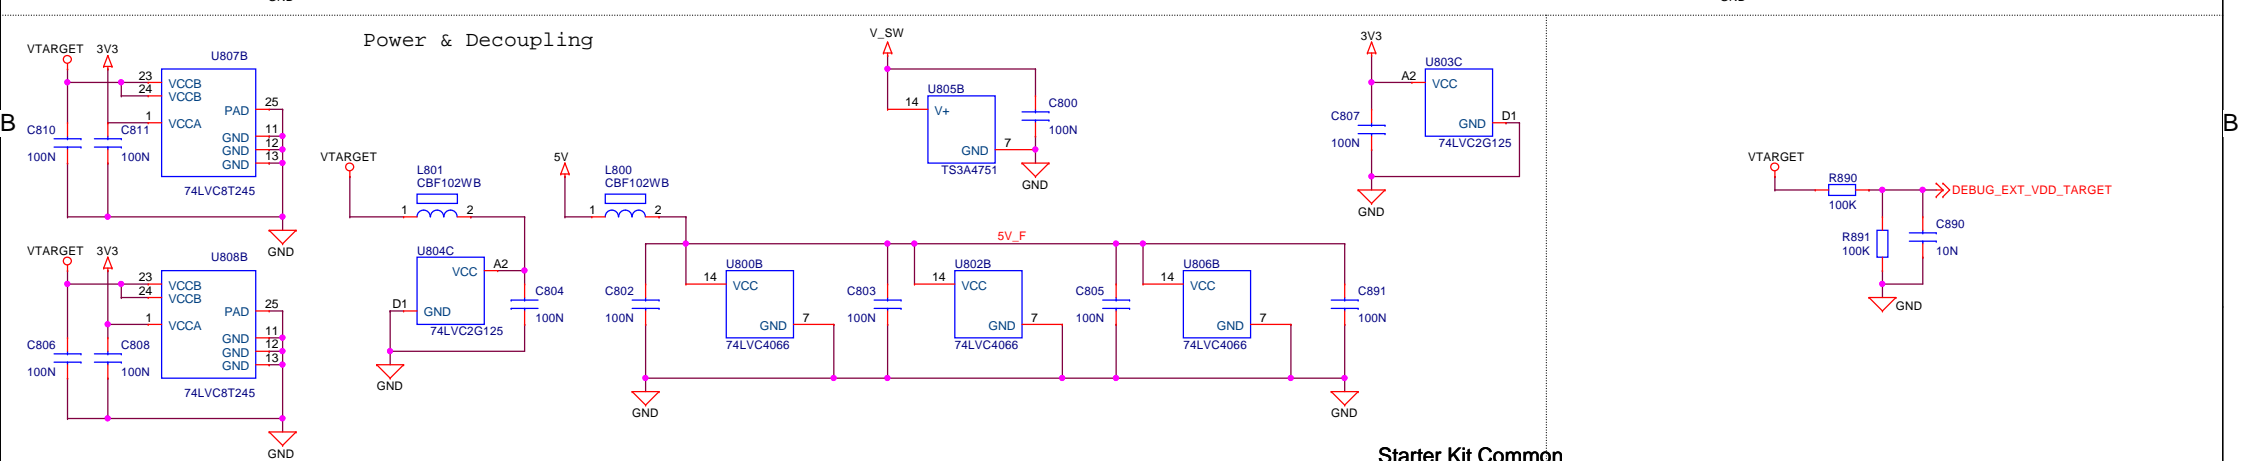 GND
GND
Power & Decoupling
VTARGET
3V3
U807B
23
VCCB
24
VCCB
PAD
25
1
VCCA
GND
11
GND
12
GND
13
C810
100N
C811
100N
74LVC8T245
GND
VTARGET
3V3
U808B
23
VCCB
24
VCCB
PAD
25
1
VCCA
GND
11
GND
12
GND
13
C806
100N
C808
100N
74LVC8T245
GND
VTARGET
L801
CBF102WB
1
2
U804C
VCC
A2
D1
GND
74LVC2G125
C804
100N
GND
5V
L800
CBF102WB
1
2
5V_F
C802
100N
U800B
14
VCC
GND
7
74LVC4066
C803
100N
U802B
14
VCC
GND
7
74LVC4066
C805
100N
U806B
14
VCC
GND
7
74LVC4066
C891
100N
GND
GND
V_SW
U805B
14
V+
GND
7
TS3A4751
C800
100N
GND
3V3
U803C
A2
VCC
GND
D1
74LVC2G125
C807
100N
GND
VTARGET
R890
100K
DEBUG_EXT_VDD_TARGET
R891
100K
C890
10N
GND
B
B
Starter Kit Common